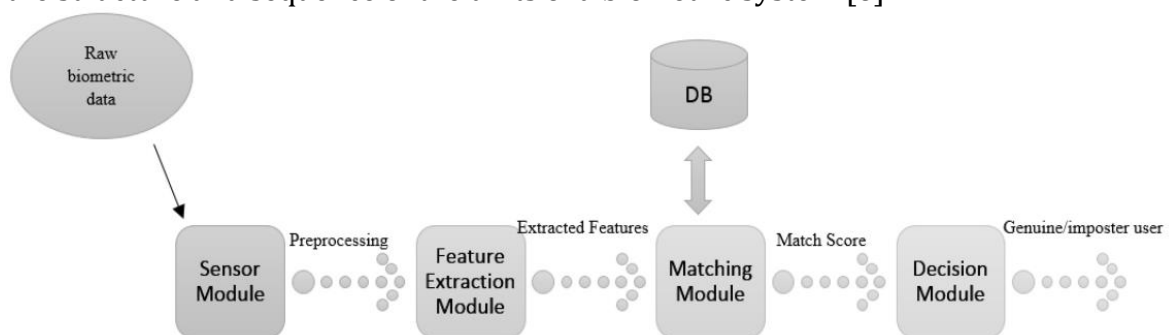 the structure and sequence of the units of a biometric system [6]
Raw
biometric
data
DB
Sensor
Module
Preprocessing
Feature
Extraction
Module
Extracted Features
Matching
Module
Match Score
Decision
Module
Genuine/imposter user